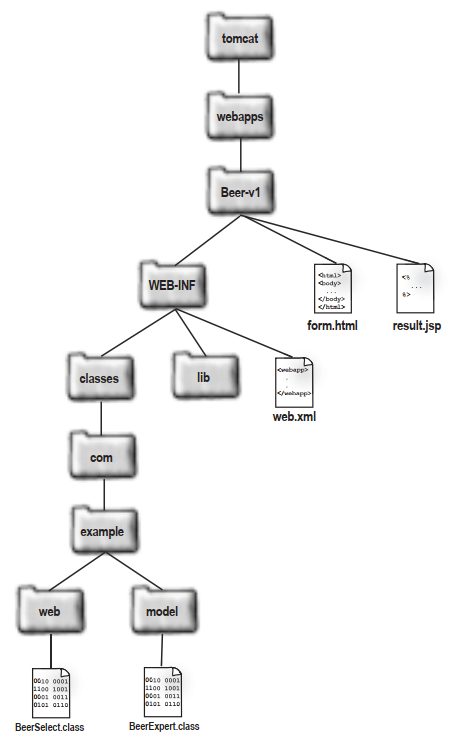 tomcat
webapps
Beer-v1
WEB-INF
<html>
<body>
...
</body>
</html>
form.html
<%
...
%>
result.jsp
classes
lib
<webapp>
.
.
</webapp>
web.xml
com
example
web
model
0010 0001
1100 1001
0001 0011
0101 0110
BeerSelect.class
0010 0001
1100 1001
0001 0011
0101 0110
BeerExpert.class